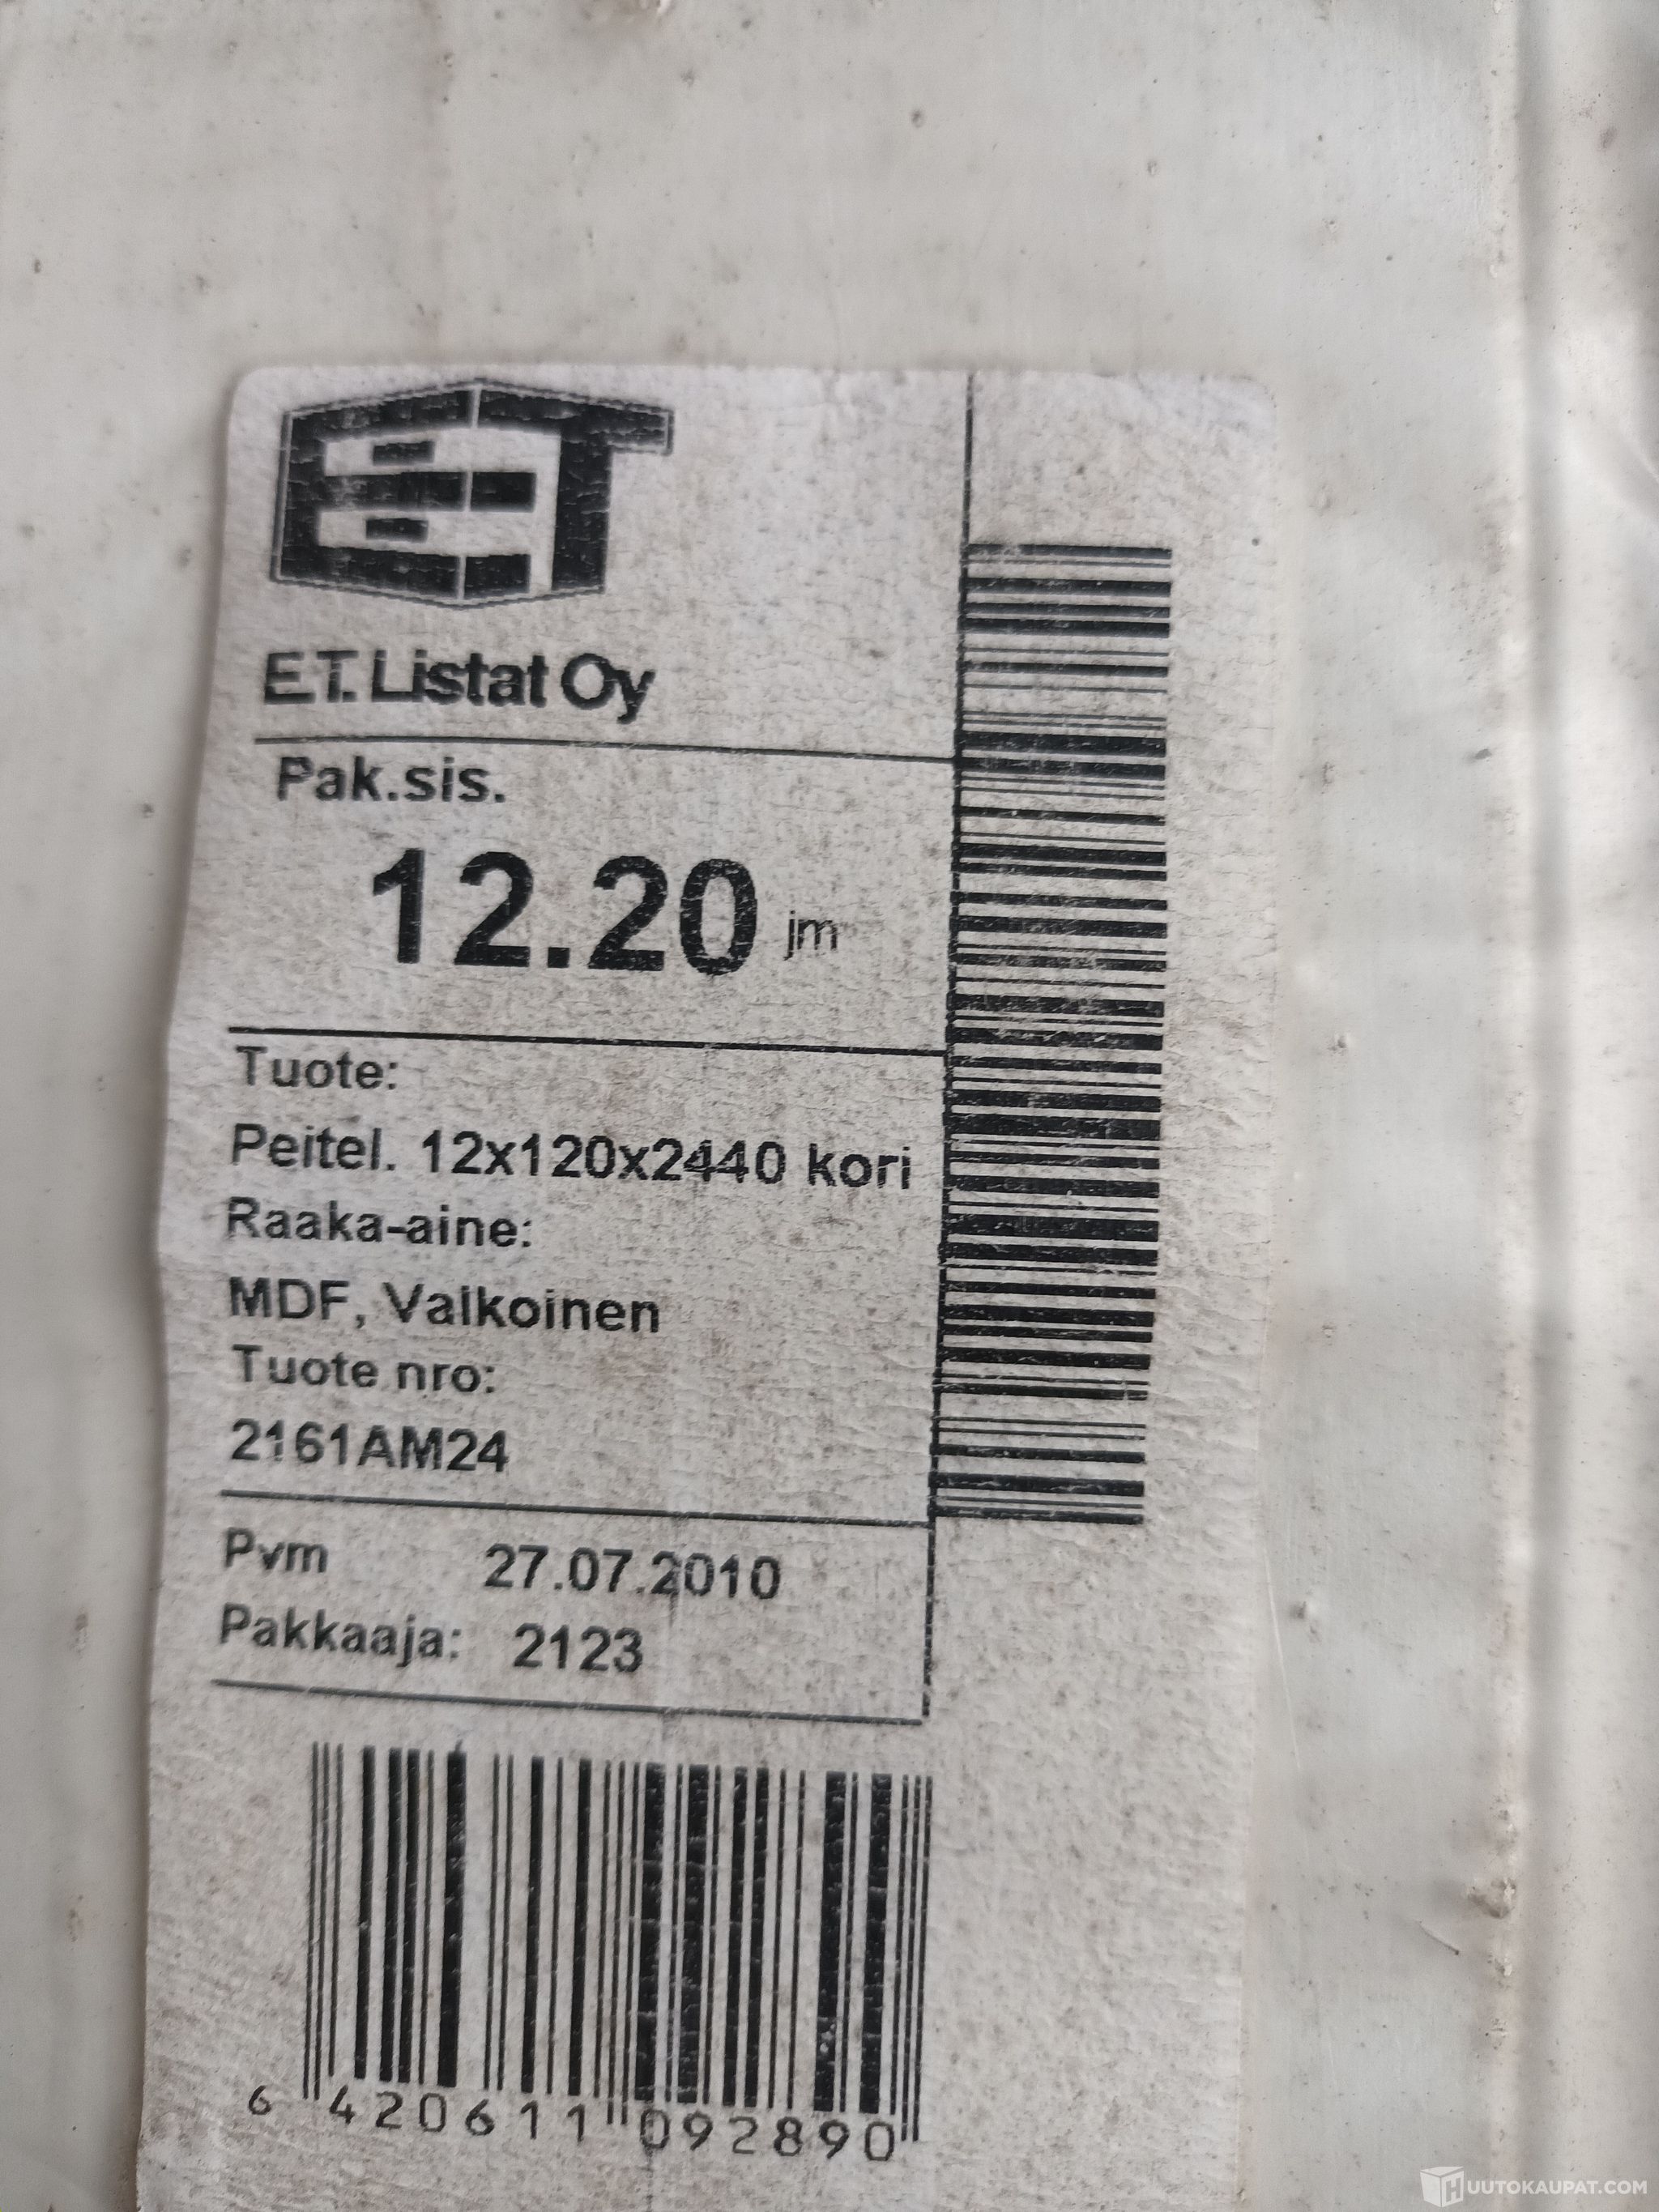 ET
E.T. Listat Oy
Pak.sis.
12.20 jm
Tuote:
Peitel. 12x120x2440 kori
Raaka-aine:
MDF, Valkoinen
Tuote nro:
2161AM24
Pvm 27.07.2010
Pakkaaja: 2123
6 420611 092890
HUUTOKAUPAT.COM